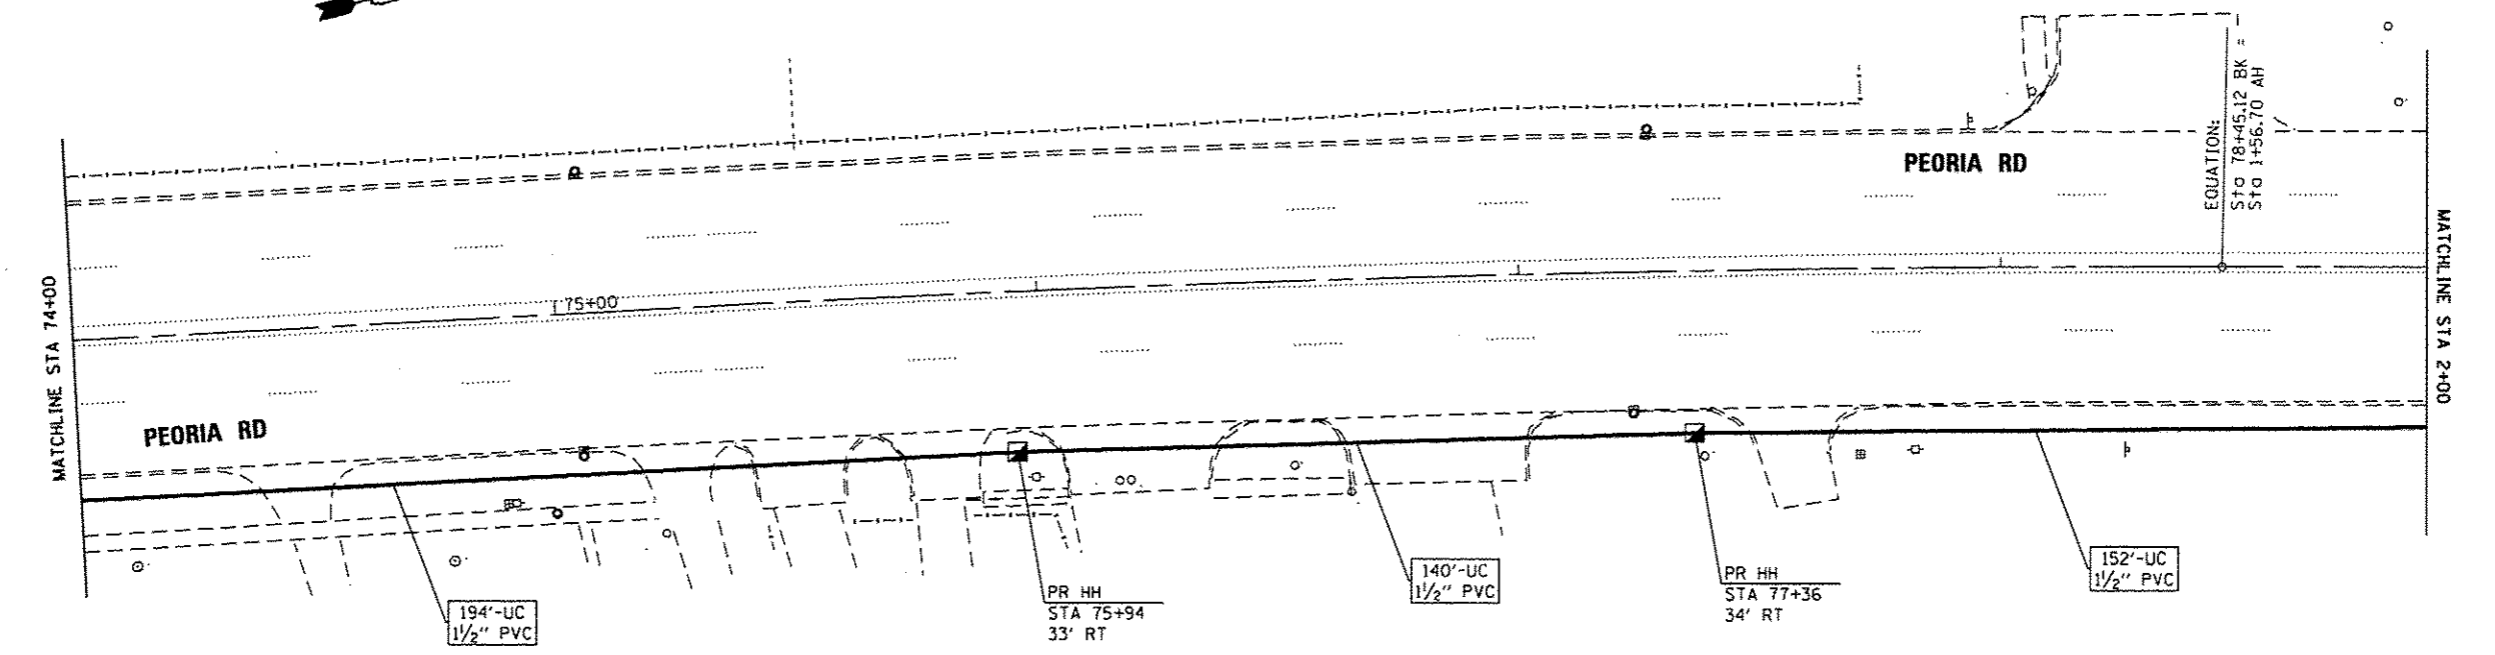 MATCHLINE STA 74+00
PEORIA RD
75+00
PEORIA RD
EQUATION:
Sta 78+45.12 BK =
Sta 1+56.70 AH
MATCHLINE STA 2+00
194'-UC
1½" PVC
PR HH
STA 75+94
33' RT
140'-UC
1½" PVC
PR HH
STA 77+36
34' RT
152'-UC
1½" PVC